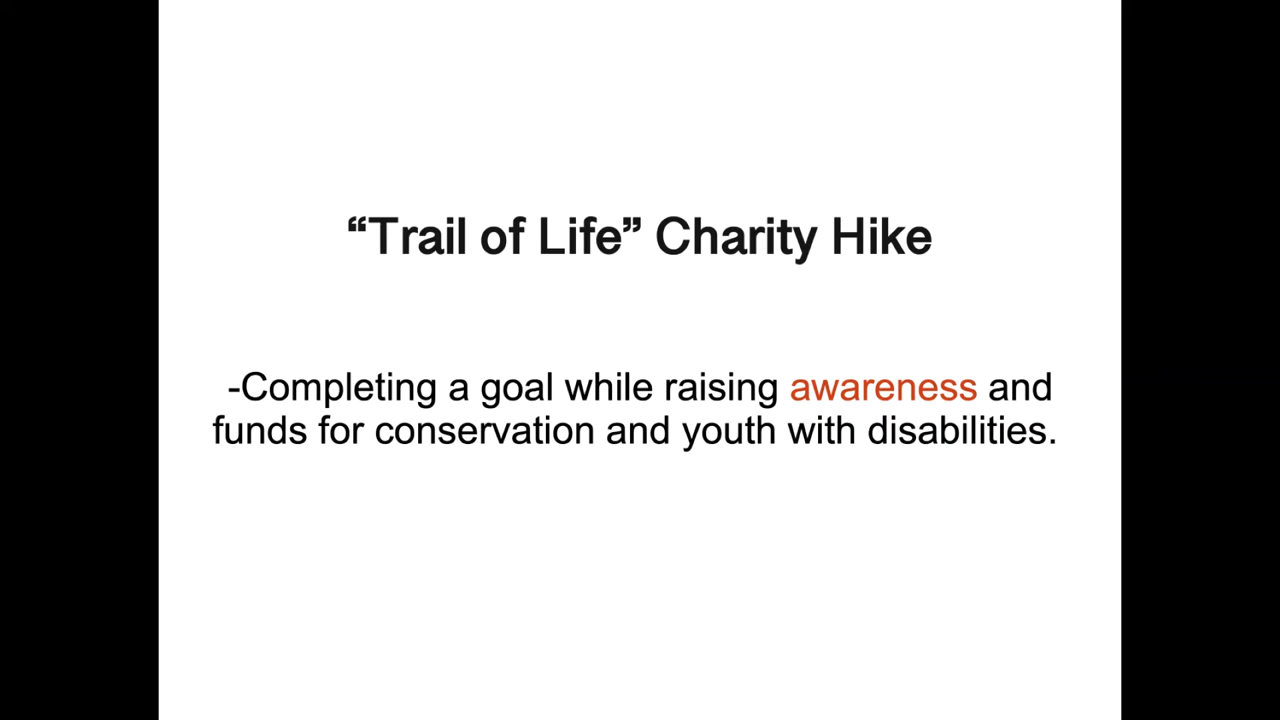 “Trail of Life” Charity Hike
-Completing a goal while raising awareness and
funds for conservation and youth with disabilities.